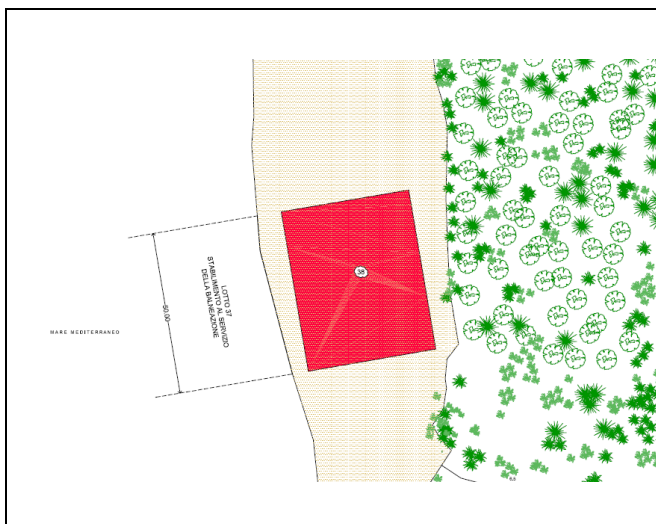 38
LOTTO 37
STABILIMENTO AL SERVIZIO
DELLA BALNEAZIONE
50.00
MARE MEDITERRANEO